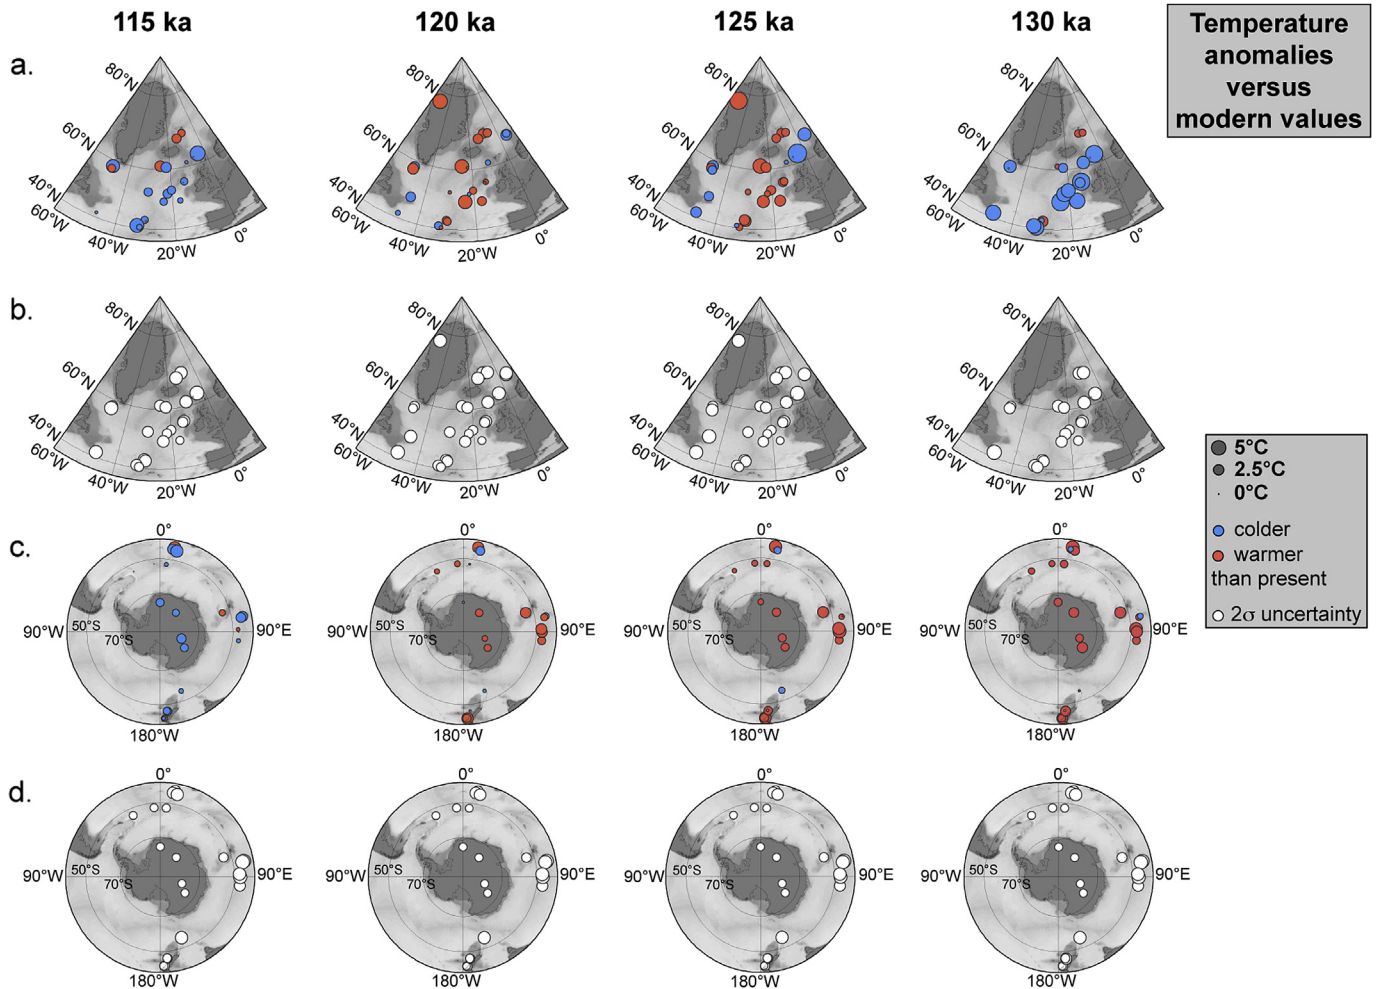 115 ka
120 ka
125 ka
130 ka
Temperature
anomalies
versus
modern values
a.
80°N
60°N
40°N
60°W
40°W
20°W
0°
80°N
60°N
40°N
60°W
40°W
20°W
0°
80°N
60°N
40°N
60°W
40°W
20°W
0°
80°N
60°N
40°N
60°W
40°W
20°W
0°
b.
80°N
60°N
40°N
60°W
40°W
20°W
0°
80°N
60°N
40°N
60°W
40°W
20°W
0°
80°N
60°N
40°N
60°W
40°W
20°W
0°
80°N
60°N
40°N
60°W
40°W
20°W
0°
5°C
2.5°C
0°C
colder
warmer
than present
2σ uncertainty
c.
0°
90°W
50°S
70°S
90°E
180°W
0°
90°W
50°S
70°S
90°E
180°W
0°
90°W
50°S
70°S
90°E
180°W
0°
90°W
50°S
70°S
90°E
180°W
d.
0°
90°W
50°S
70°S
90°E
180°W
0°
90°W
50°S
70°S
90°E
180°W
0°
90°W
50°S
70°S
90°E
180°W
0°
90°W
50°S
70°S
90°E
180°W